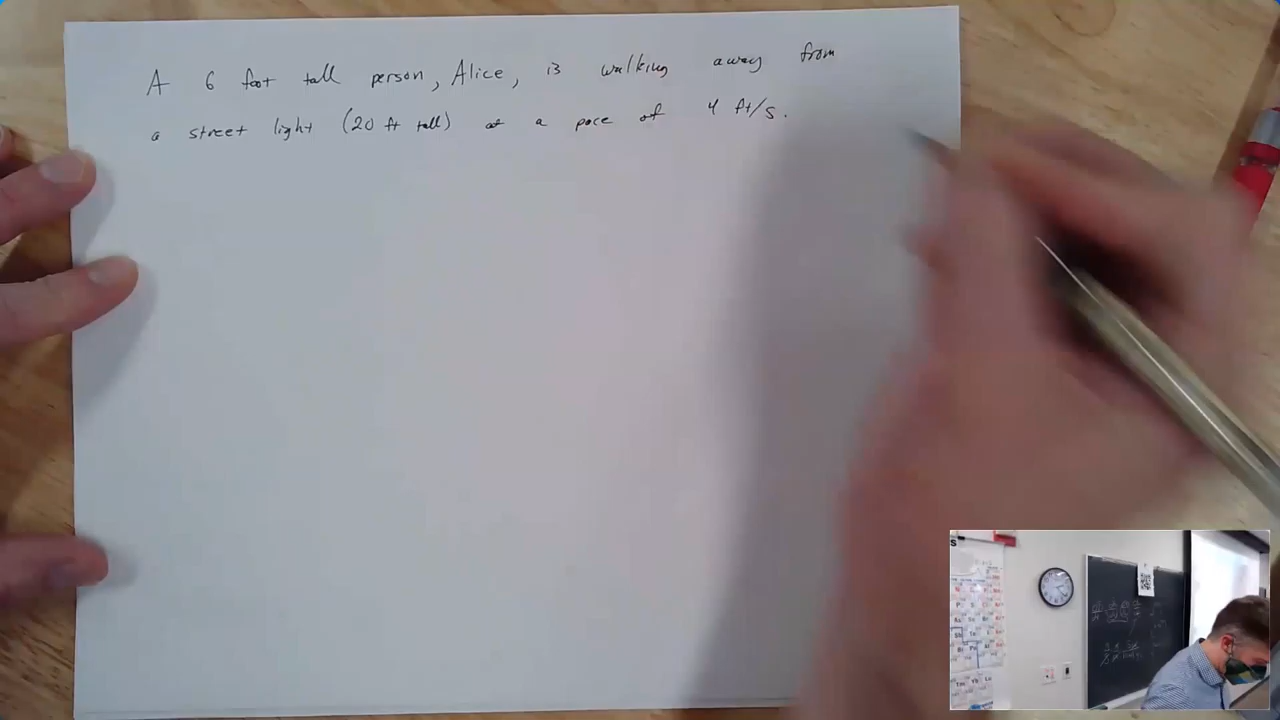 A 6 foot tall person, Alice, is walking away from
a street light (20 ft tall) at a pace of 4 ft/s.